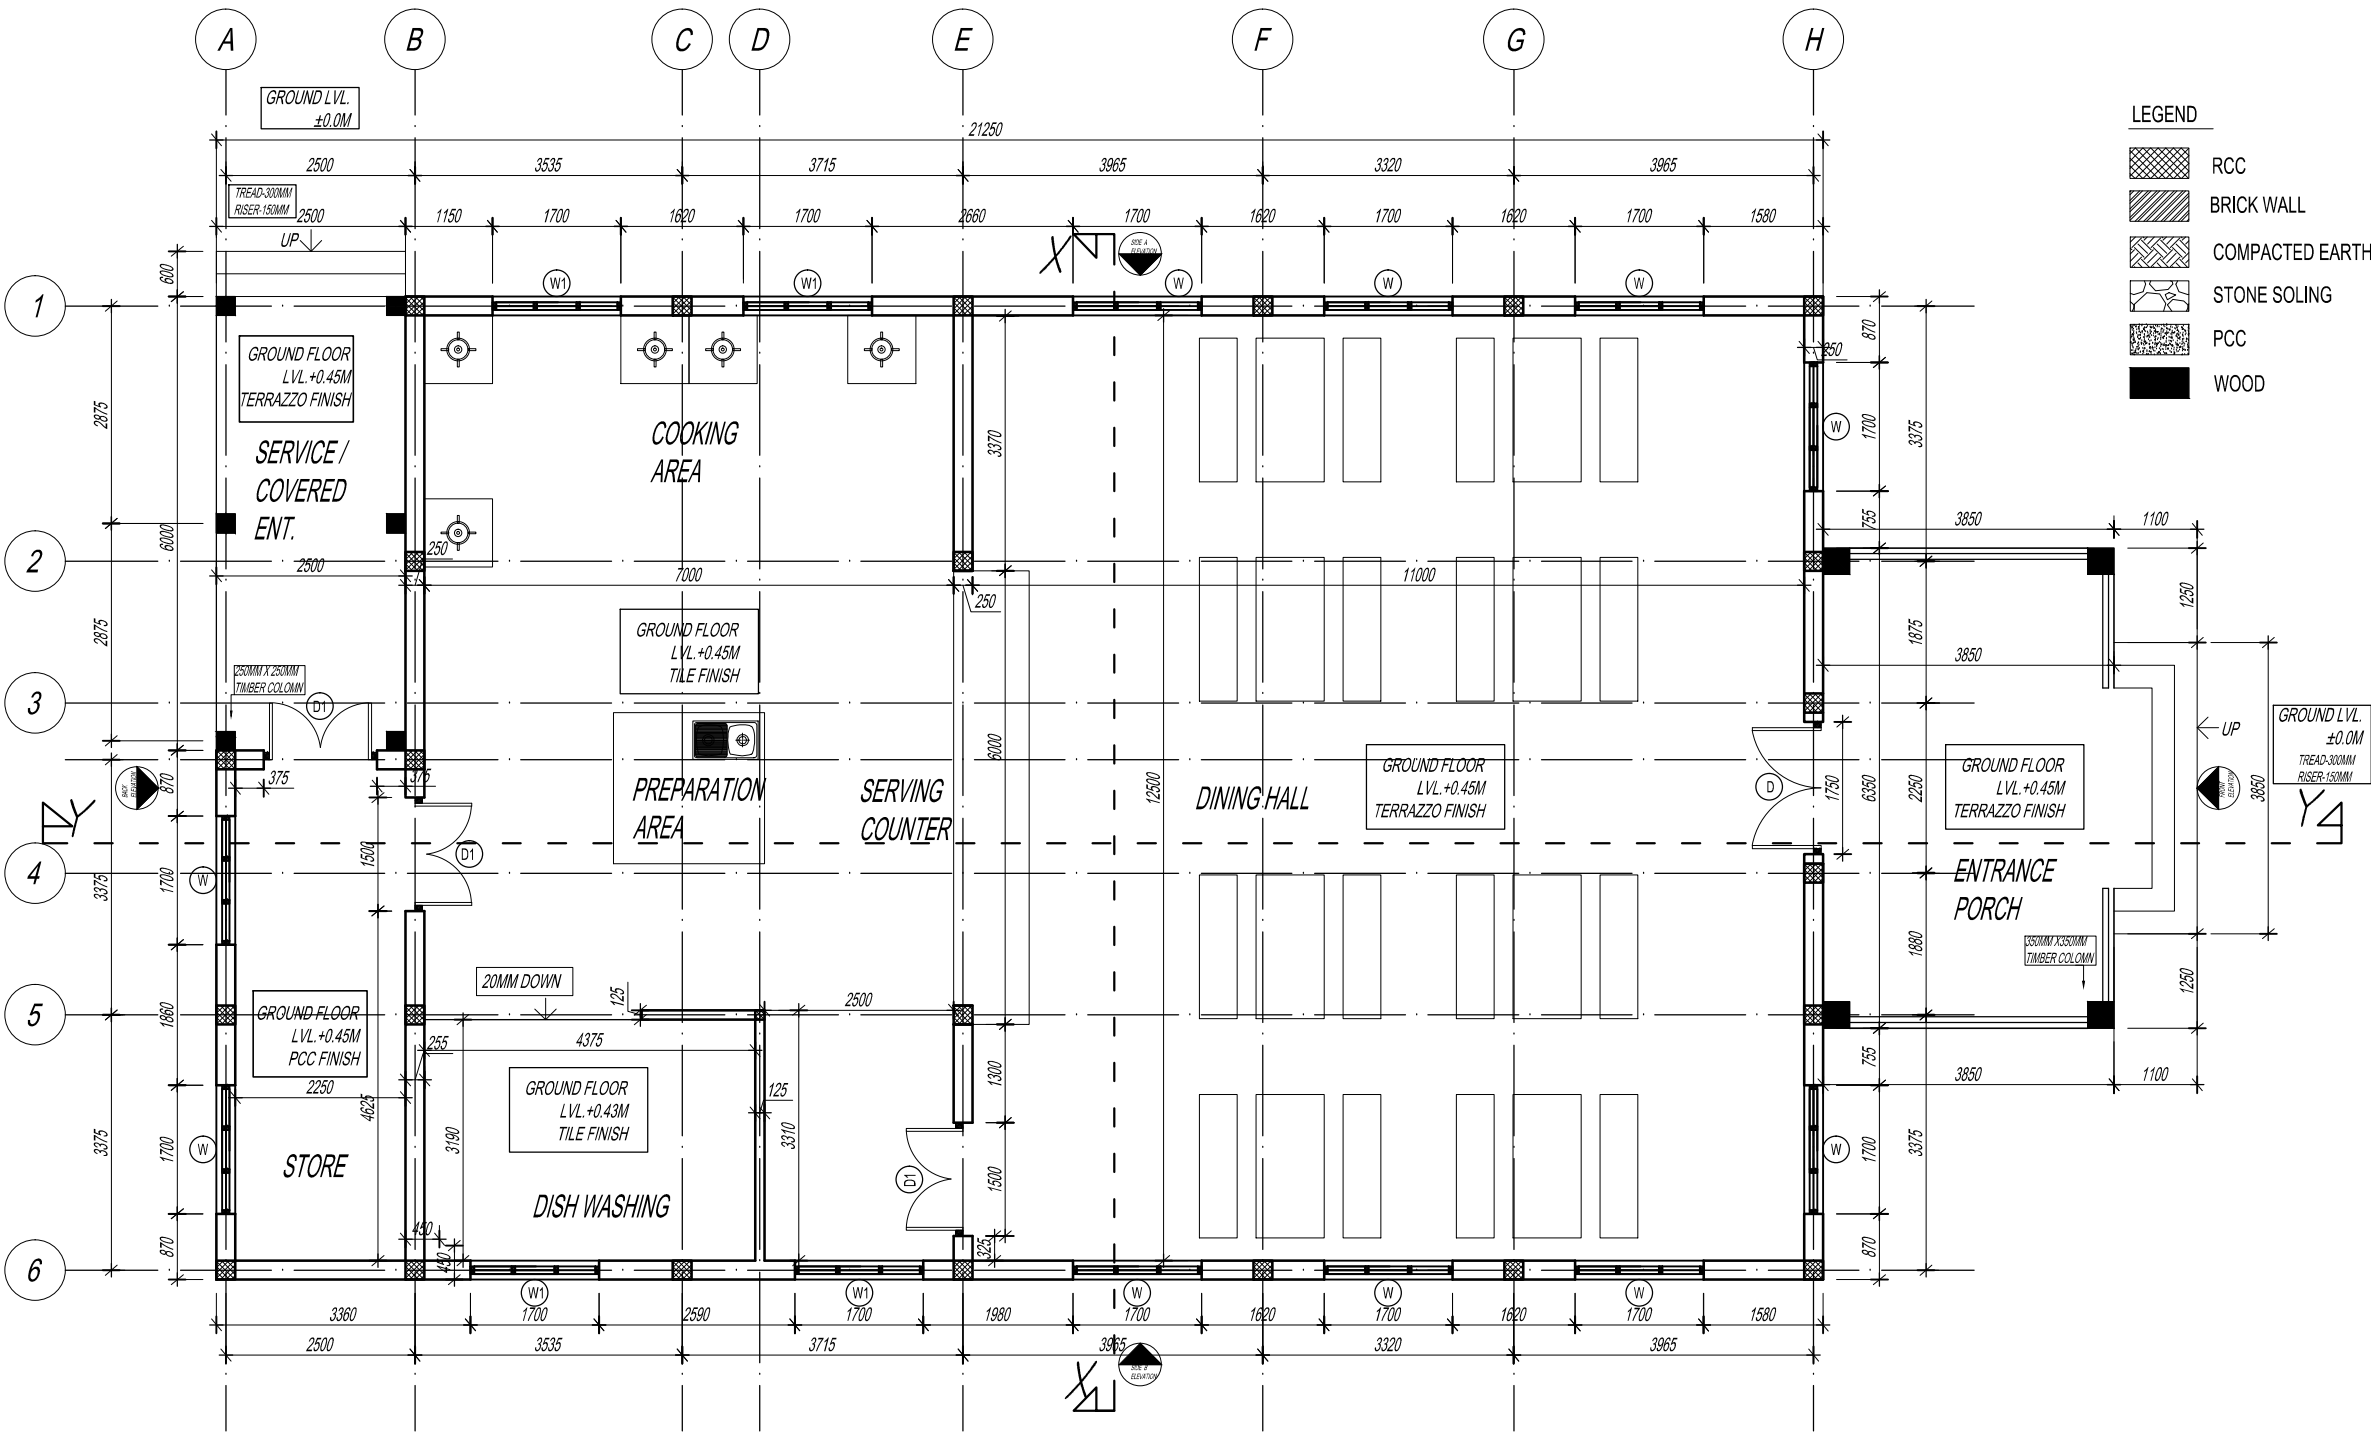 A
B
C
D
E
F
G
H
GROUND LVL.
±0.0M
21250
2500
3535
3715
3965
3320
3965
TREAD-300MM
RISER-150MM
2500
1150
1700
1620
1700
2660
1700
1620
1700
1620
1700
1580
UP
600
X
SIDE A
ELEVATION
LEGEND
RCC
BRICK WALL
COMPACTED EARTH
STONE SOLING
PCC
WOOD
1
2
3
4
5
6
W1
W1
W
W
W
870
250
GROUND FLOOR
LVL.+0.45M
TERRAZZO FINISH
SERVICE /
COVERED
ENT.
COOKING
AREA
2875
6000
2875
3370
W
1700
3375
755
3850
1100
250
2500
7000
250
11000
1250
1875
3850
GROUND FLOOR
LVL.+0.45M
TILE FINISH
250MM X 250MM
TIMBER COLOMN
D1
375
375
870
BACK
ELEVATION
Y
PREPARATION
AREA
SERVING
COUNTER
6000
12500
DINING HALL
GROUND FLOOR
LVL.+0.45M
TERRAZZO FINISH
D
1750
6350
2250
GROUND FLOOR
LVL.+0.45M
TERRAZZO FINISH
ENTRANCE
PORCH
UP
FRONT
ELEVATION
3850
GROUND LVL.
±0.0M
TREAD-300MM
RISER-150MM
Y
W
1700
3375
1500
D1
1880
350MM X350MM
TIMBER COLOMN
1250
20MM DOWN
125
2500
1860
GROUND FLOOR
LVL.+0.45M
PCC FINISH
255
4375
2250
4625
125
GROUND FLOOR
LVL.+0.43M
TILE FINISH
3190
3310
1300
755
3850
1100
3375
W
1700
STORE
DISH WASHING
D1
1500
W
1700
3375
450
450
325
870
870
W1
W1
W
W
W
3360
1700
2590
1700
1980
1700
1620
1700
1620
1700
1580
2500
3535
3715
3965
3320
3965
X
SIDE B
ELEVATION